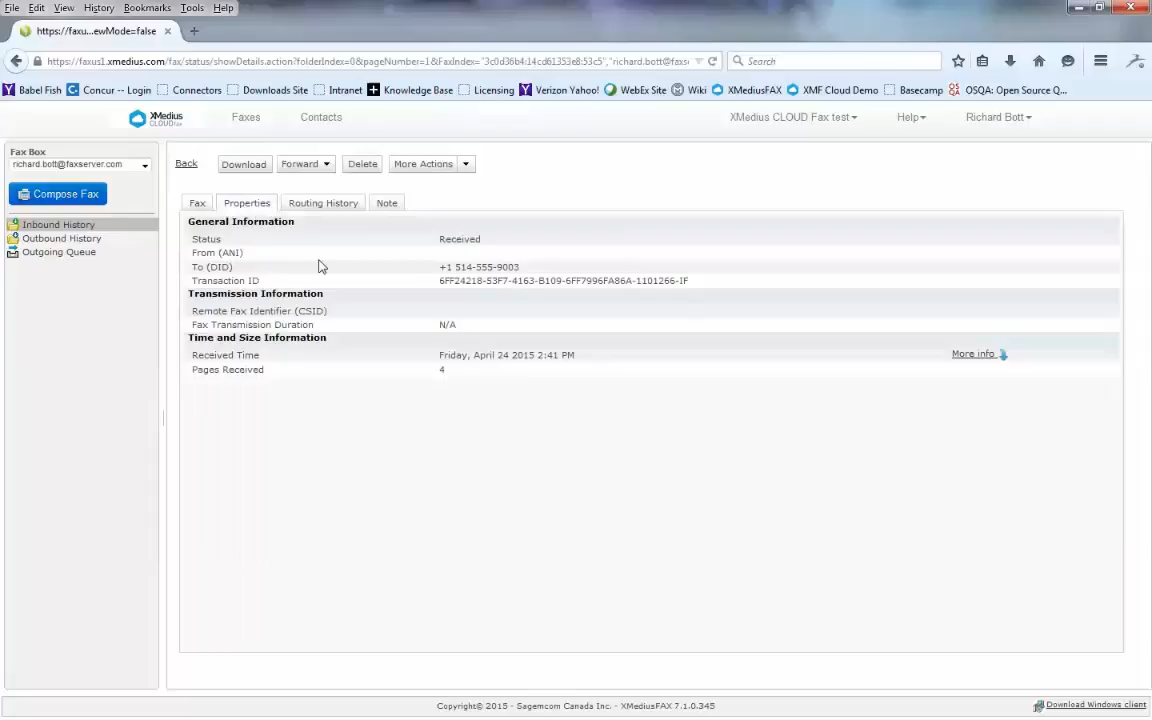 File Edit View History Bookmarks Tools Help
https://faxu...ewMode=false
https://faxus1.xmedius.com/fax/status/showDetails.action?folderIndex=0&pageNumber=1&FaxIndex="3c0d36b4:14cd61353e8:53c5","richard.bott@faxs
Search
Babel Fish Concur -- Login Connectors Downloads Site Intranet Knowledge Base Licensing Verizon Yahoo! WebEx Site Wiki XMediusFAX XMF Cloud Demo Basecamp OSQA: Open Source Q...
XMedius Faxes Contacts XMedius CLOUD Fax test Help Richard Bott
CLOUD
Fax Box
richard.bott@faxserver.com
Back Download Forward Delete More Actions
Compose Fax
Fax Properties Routing History Note
Inbound History
Outbound History
Outgoing Queue
General Information
Status Received
From (ANI)
To (DID) +1 514-555-9003
Transaction ID 6FF24218-53F7-4163-B109-6FF7996FA86A-1101266-IF
Transmission Information
Remote Fax Identifier (CSID)
Fax Transmission Duration N/A
Time and Size Information
Received Time Friday, April 24 2015 2:41 PM More info
Pages Received 4
Copyright© 2015 - Sagemcom Canada Inc. - XMediusFAX 7.1.0.345
Download Windows client